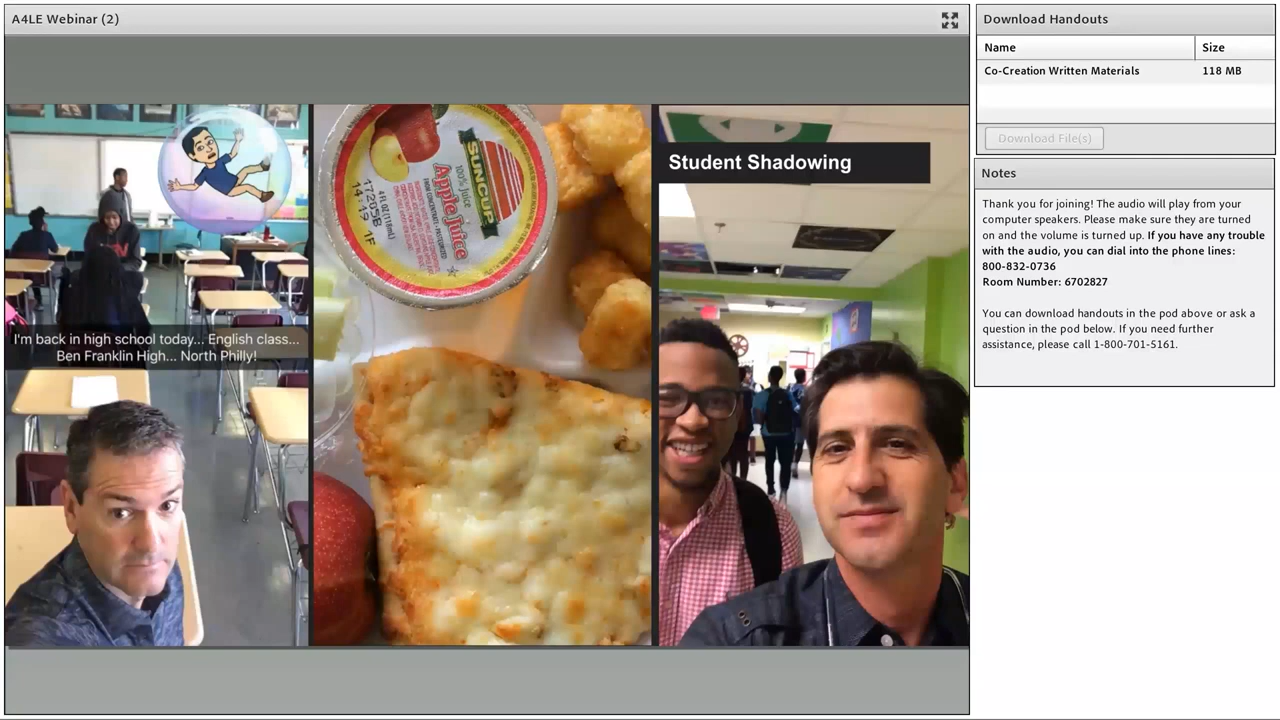 A4LE Webinar (2)
I'm back in high school today... English class...
Ben Franklin High... North Philly!
SUNCUP
100% Juice
Apple Juice
FROM CONCENTRATE
4 FL OZ (118mL)
Student Shadowing
Download Handouts
Name Size
Co-Creation Written Materials 118 MB
Download File(s)
Notes
Thank you for joining! The audio will play from your
computer speakers. Please make sure they are turned
on and the volume is turned up. If you have any trouble
with the audio, you can dial into the phone lines:
800-832-0736
Room Number: 6702827
You can download handouts in the pod above or ask a
question in the pod below. If you need further
assistance, please call 1-800-701-5161.